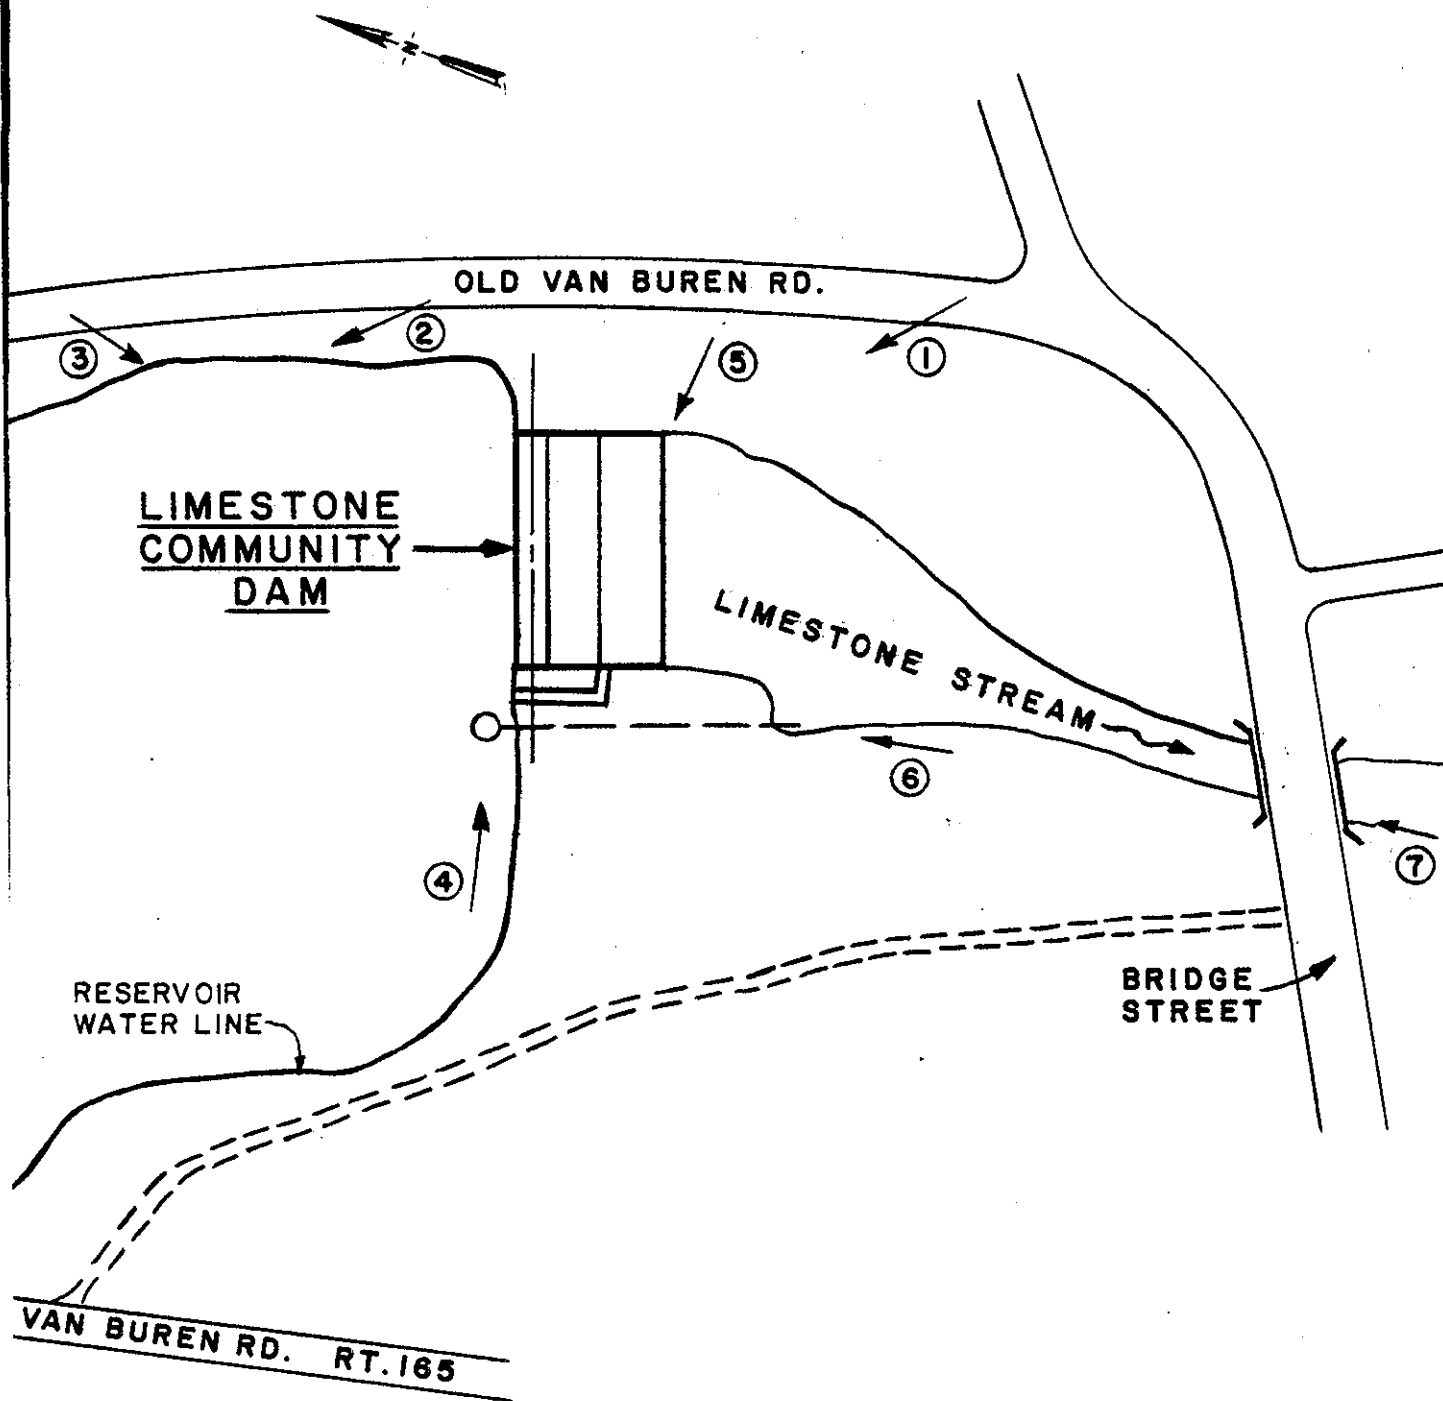 N
OLD VAN BUREN RD.
3
2
5
1
LIMESTONE
COMMUNITY
DAM
LIMESTONE STREAM
6
7
4
RESERVOIR
WATER LINE
BRIDGE
STREET
VAN BUREN RD. RT. 165